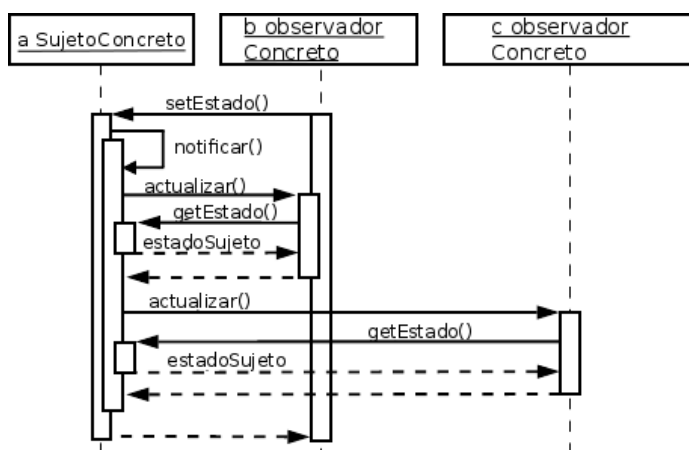 a SujetoConcreto
b observador
Concreto
c observador
Concreto
setEstado()
notificar()
actualizar()
getEstado()
estadoSujeto
actualizar()
getEstado()
estadoSujeto